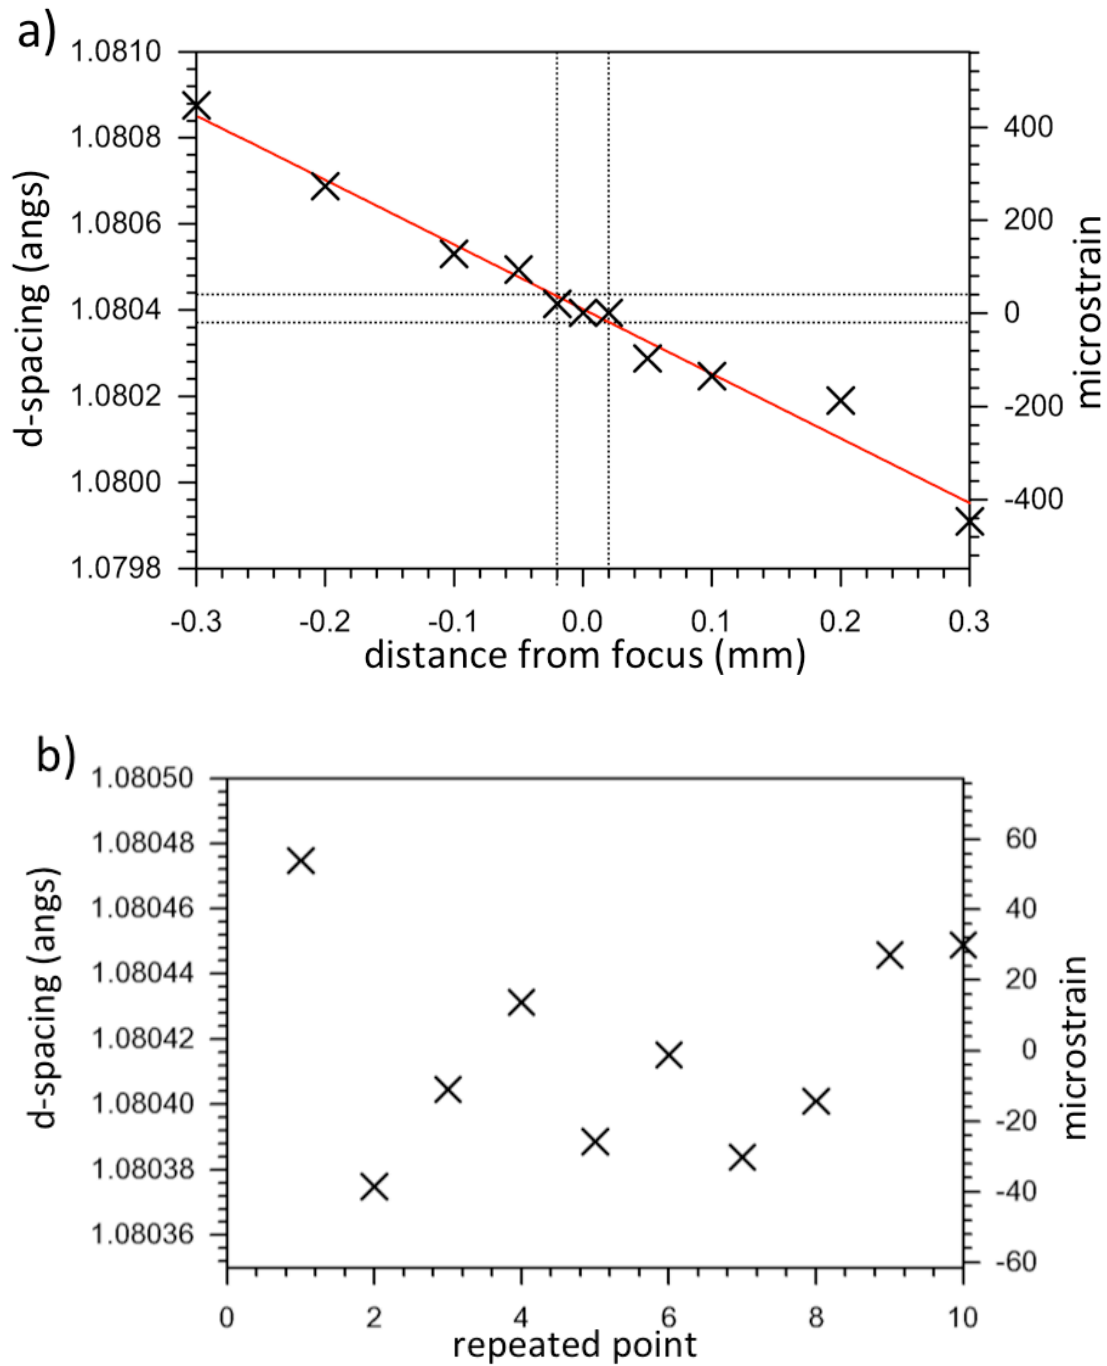 a)
1.0810
1.0808
1.0806
1.0804
1.0802
1.0800
1.0798
d-spacing (angs)
400
200
0
-200
-400
microstrain
-0.3 -0.2 -0.1 0.0 0.1 0.2 0.3
distance from focus (mm)
b)
1.08050
1.08048
1.08046
1.08044
1.08042
1.08040
1.08038
1.08036
d-spacing (angs)
60
40
20
0
-20
-40
-60
microstrain
0 2 4 6 8 10
repeated point